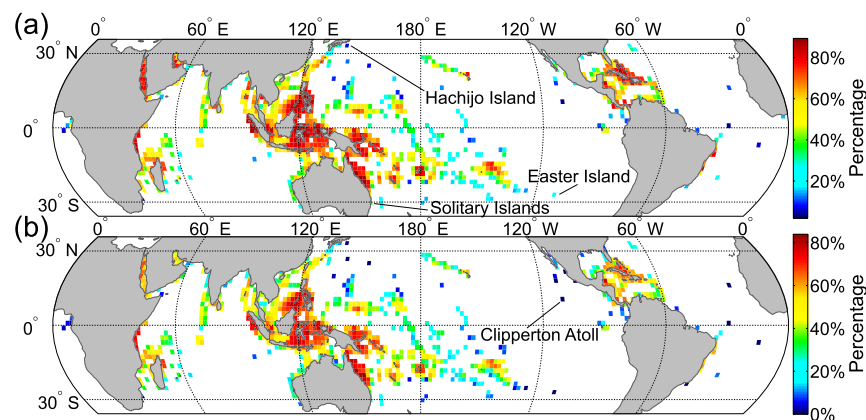 (a)
0° 60° E 120° E 180° E 120° W 60° W 0°
30° N
0°
30° S
Hachijo Island
Easter Island
Solitary Islands
80%
60%
40%
20%
Percentage
(b)
0° 60° E 120° E 180° E 120° W 60° W 0°
30° N
0°
30° S
Clipperton Atoll
80%
60%
40%
20%
0%
Percentage